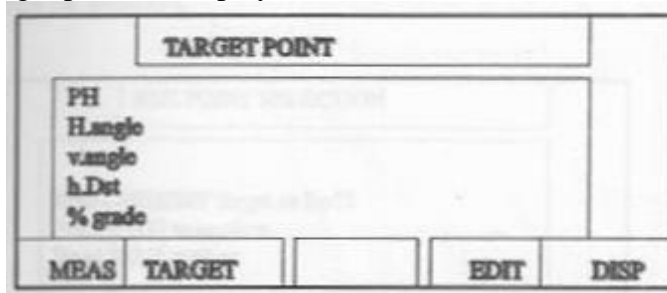 TARGET POINT
PH
H.angle
v.angle
h.Dst
% grade
MEAS TARGET EDIT DISP